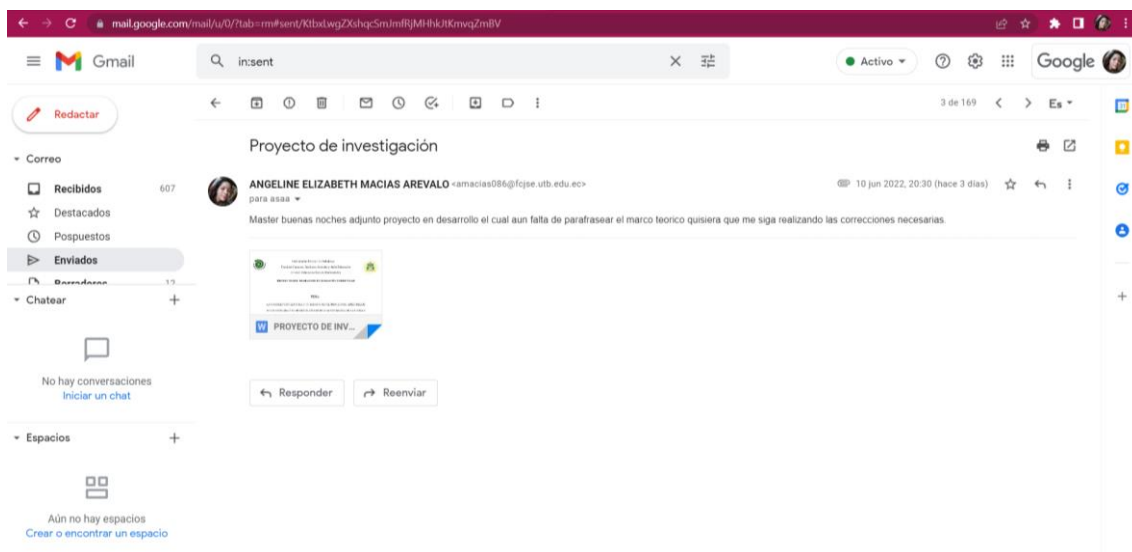 mail.google.com/mail/u/0/?tab=rm#sent/KtbxLwgZXshqcSmJmfRjMHhkJtKmvqZmBV
Gmail
in:sent
Activo
Google
Redactar
3 de 169
Es
Proyecto de investigación
Correo
Recibidos 607
ANGELINE ELIZABETH MACIAS AREVALO <amacias086@fcjse.utb.edu.ec>
10 jun 2022, 20:30 (hace 3 días)
para asaa
Destacados
Master buenas noches adjunto proyecto en desarrollo el cual aun falta de parafrasear el marco teorico quisiera que me siga realizando las correcciones necesarias.
Pospuestos
Enviados
Borradores 12
Chatear
W PROYECTO DE INV...
No hay conversaciones
Iniciar un chat
Responder
Reenviar
Espacios
Aún no hay espacios
Crear o encontrar un espacio